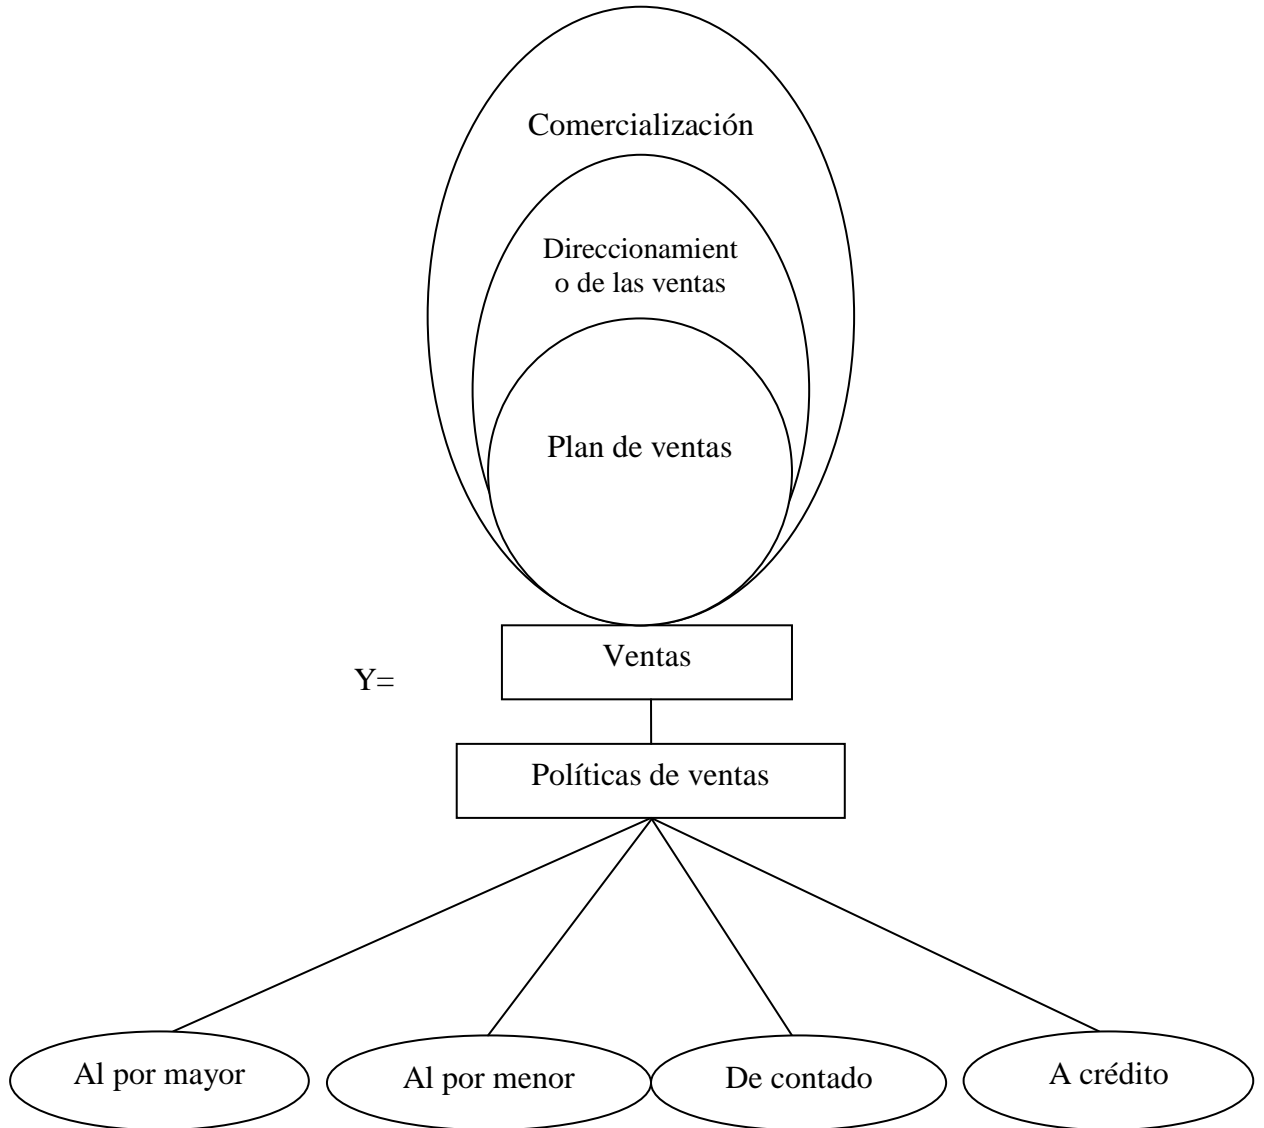 Comercialización
Direccionamient
o de las ventas
Plan de ventas
Ventas
Y=
Políticas de ventas
Al por mayor
Al por menor
De contado
A crédito